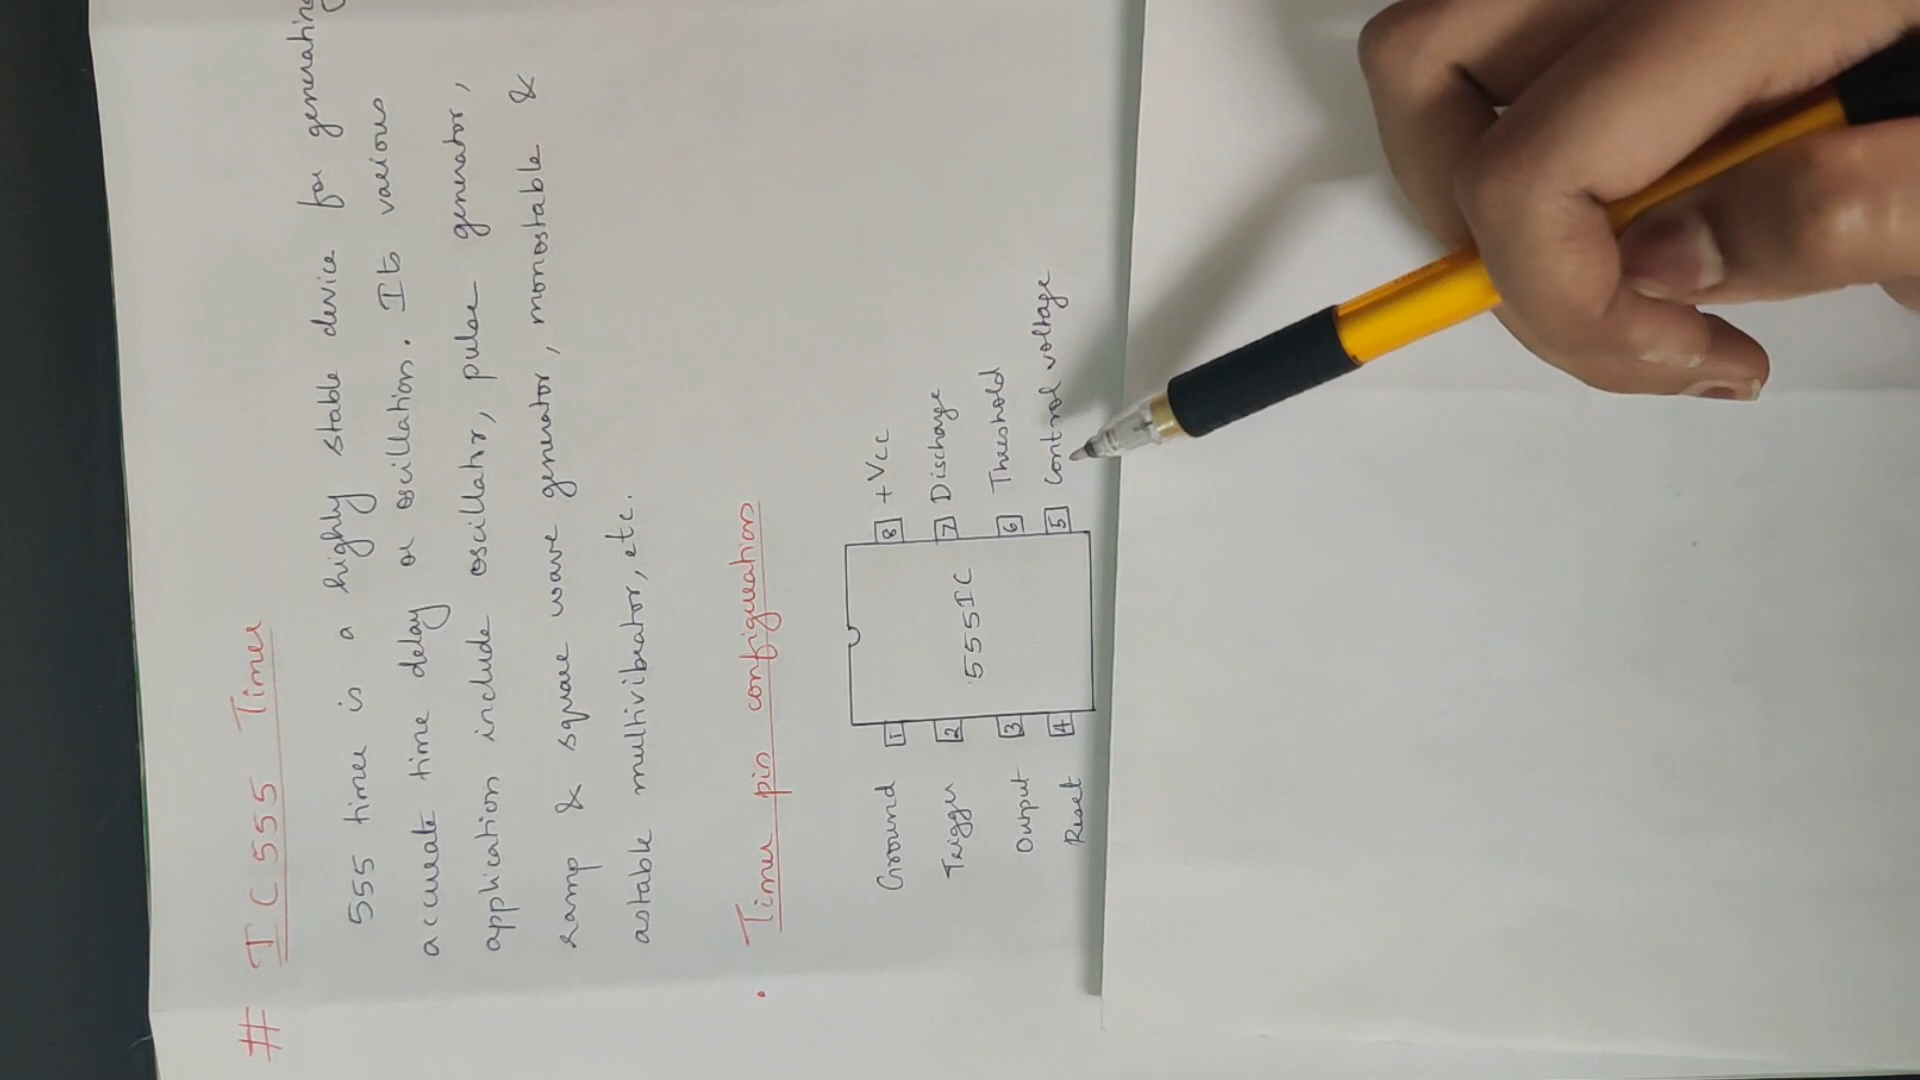 # IC 555 Timer
555 timer is a highly stable device for generating
accurate time delay or oscillation. Its various
application include oscillator, pulse generator,
ramp & square wave generator, monostable &
astable multivibrator, etc.
• Timer pin configuration
Ground 1 8 +Vcc
Trigger 2 7 Discharge
555IC
Output 3 6 Threshold
Reset 4 5 Control voltage